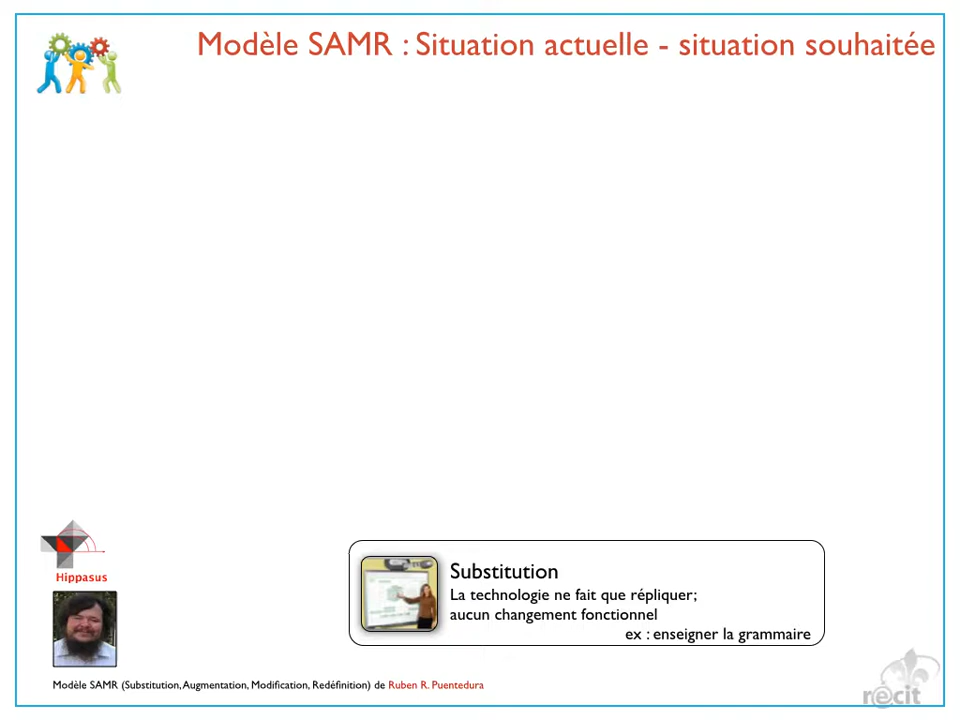 Modèle SAMR : Situation actuelle - situation souhaitée
Hippasus
Substitution
La technologie ne fait que répliquer;
aucun changement fonctionnel
ex : enseigner la grammaire
Modèle SAMR (Substitution, Augmentation, Modification, Redéfinition) de Ruben R. Puentedura
récit